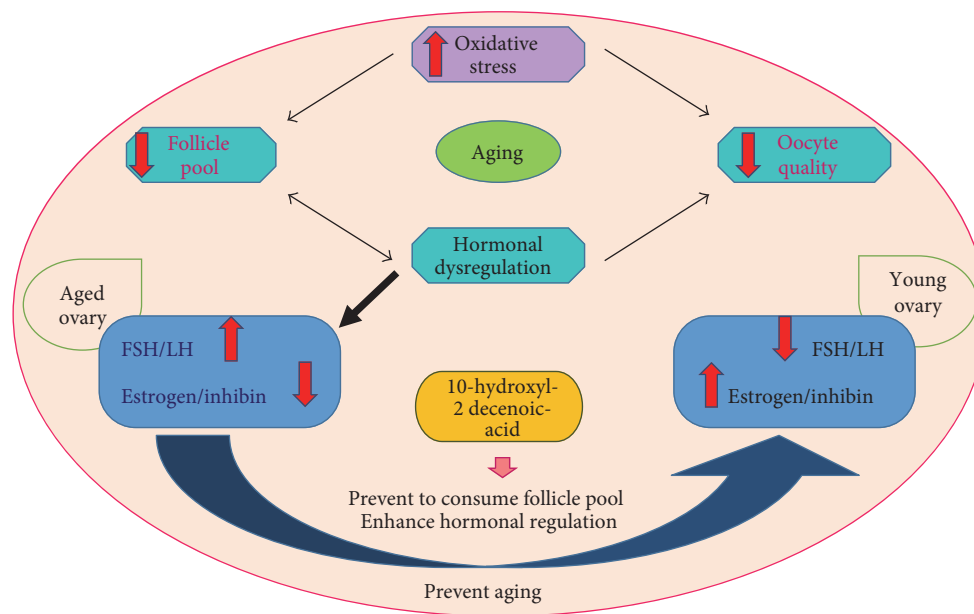 Oxidative
stress
Follicle
pool
Aging
Oocyte
quality
Hormonal
dysregulation
Aged
ovary
Young
ovary
FSH/LH
Estrogen/inhibin
FSH/LH
Estrogen/inhibin
10-hydroxyl-
2 decenoic-
acid
Prevent to consume follicle pool
Enhance hormonal regulation
Prevent aging